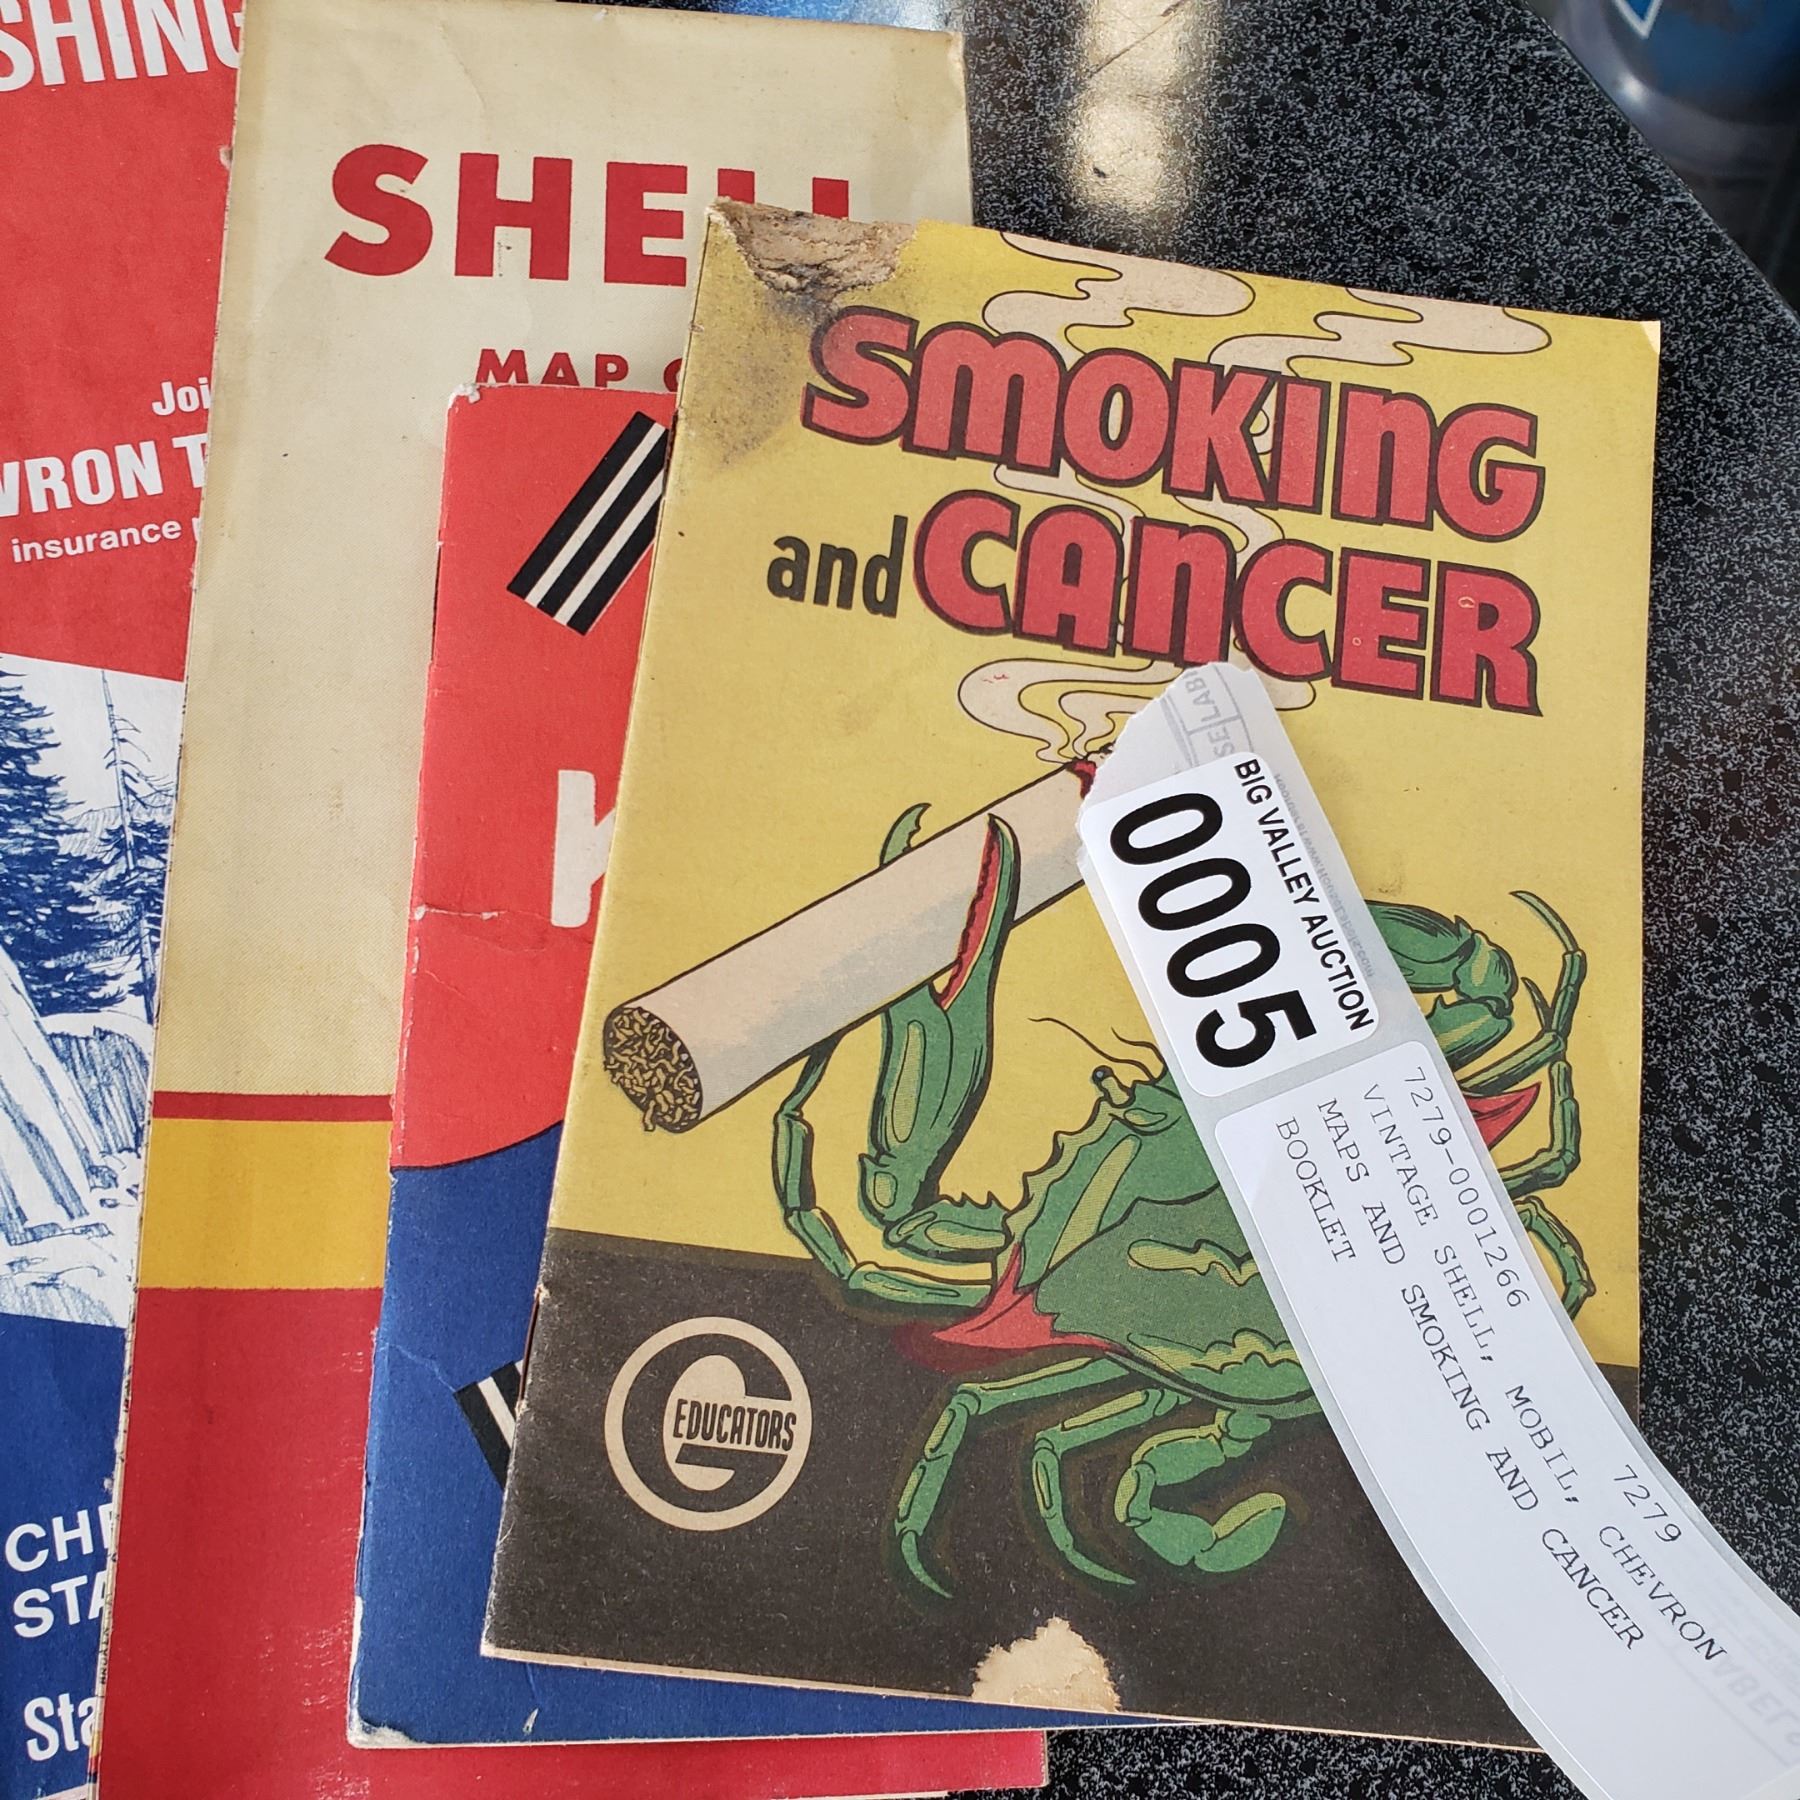 SHING
Joi
VRON T
insurance
CHE
STA
Sta
SHELL
MAP
K
SMOKING
and CANCER
G
EDUCATORS
BIG VALLEY AUCTION
0005
7279-0001266 7279
VINTAGE SHELL, MOBIL, CHEVRON
MAPS AND SMOKING AND CANCER
BOOKLET